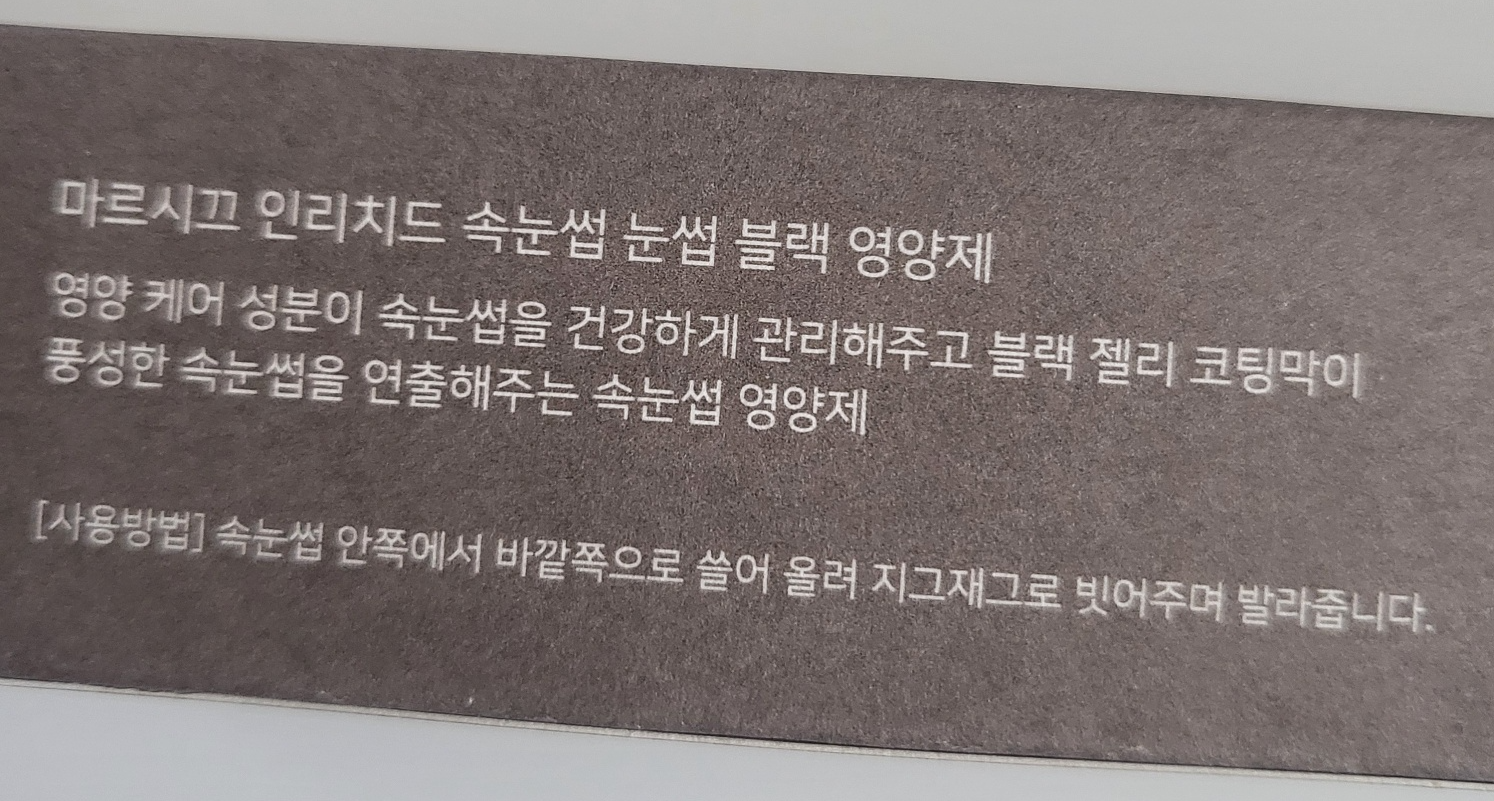 마르시끄 인리치드 속눈썹 눈썹 블랙 영양제
영양 케어 성분이 속눈썹을 건강하게 관리해주고 블랙 젤리 코팅막이
풍성한 속눈썹을 연출해주는 속눈썹 영양제
[사용방법] 속눈썹 안쪽에서 바깥쪽으로 쓸어 올려 지그재그로 빗어주며 발라줍니다.